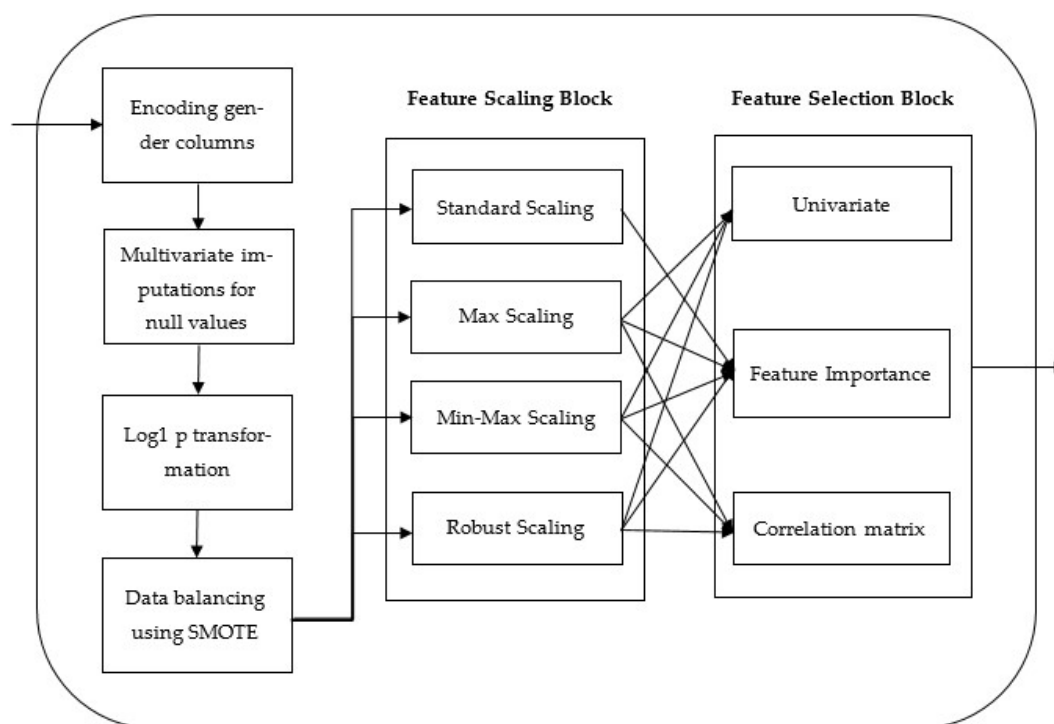 Encoding gen-
der columns
Multivariate im-
putations for
null values
Log1 p transfor-
mation
Data balancing
using SMOTE
Feature Scaling Block
Standard Scaling
Max Scaling
Min-Max Scaling
Robust Scaling
Feature Selection Block
Univariate
Feature Importance
Correlation matrix